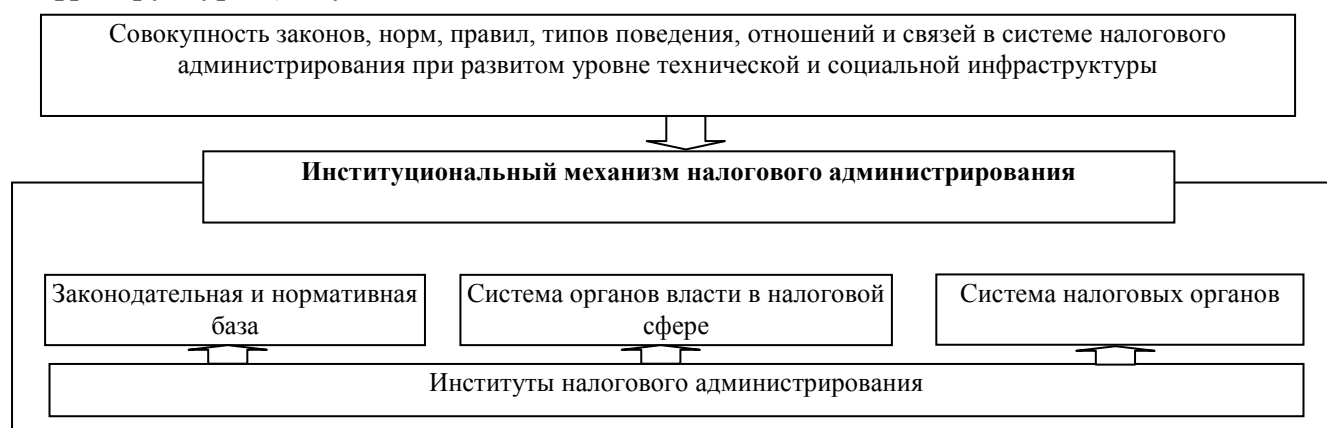 Совокупность законов, норм, правил, типов поведения, отношений и связей в системе налогового
администрирования при развитом уровне технической и социальной инфраструктуры
Институциональный механизм налогового администрирования
Законодательная и нормативная
база
Система органов власти в налоговой
сфере
Система налоговых органов
Институты налогового администрирования